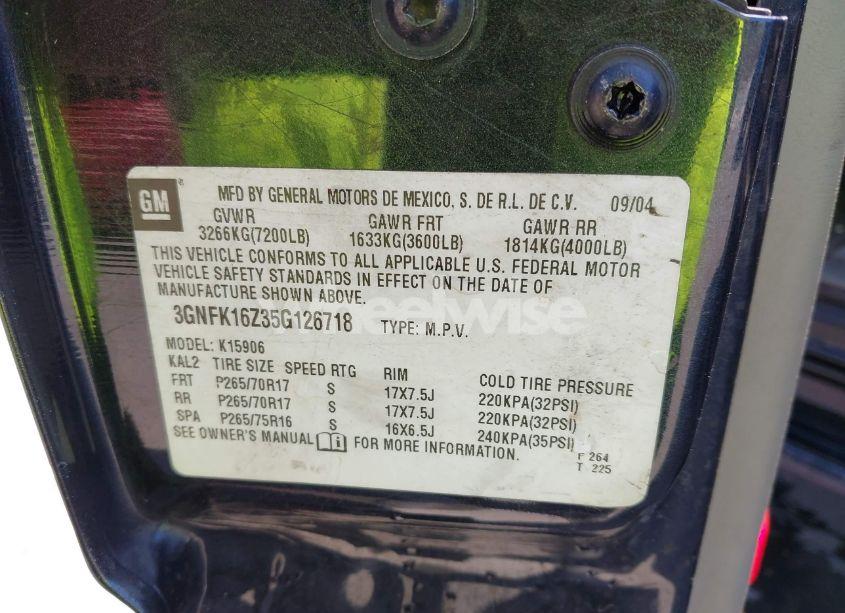 GM
MFD BY GENERAL MOTORS DE MEXICO, S. DE R.L. DE C.V. 09/04
GVWR GAWR FRT GAWR RR
3266KG(7200LB) 1633KG(3600LB) 1814KG(4000LB)
THIS VEHICLE CONFORMS TO ALL APPLICABLE U.S. FEDERAL MOTOR
VEHICLE SAFETY STANDARDS IN EFFECT ON THE DATE OF
MANUFACTURE SHOWN ABOVE.
3GNFK16Z35G126718 TYPE: M.P.V.
wheelwise
MODEL: K15906
KAL2 TIRE SIZE SPEED RTG RIM COLD TIRE PRESSURE
FRT P265/70R17 S 17X7.5J 220KPA(32PSI)
RR P265/70R17 S 17X7.5J 220KPA(32PSI)
SPA P265/75R16 S 16X6.5J 240KPA(35PSI)
SEE OWNER'S MANUAL FOR MORE INFORMATION.
F 264
T 225